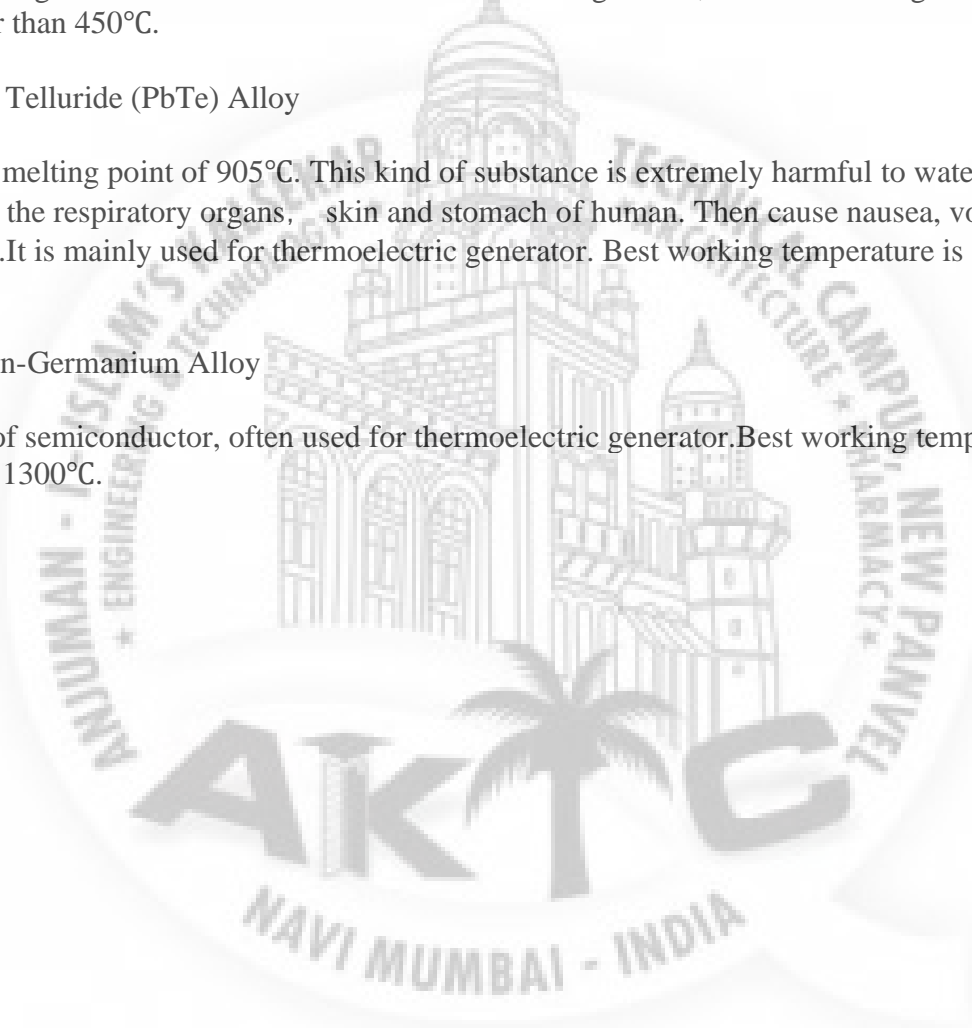 r than 450℃.
Telluride (PbTe) Alloy
melting point of 905℃. This kind of substance is extremely harmful to wate
the respiratory organs, skin and stomach of human. Then cause nausea, vo
.It is mainly used for thermoelectric generator. Best working temperature is
n-Germanium Alloy
of semiconductor, often used for thermoelectric generator.Best working temp
1300℃.
ANJUMAN - I - ISLAM'S KALSEKAR TECHNICAL CAMPUS, NEW PANVEL
★ ENGINEERING & TECHNOLOGY ★ ARCHITECTURE ★ PHARMACY ★
AKTC
NAVI MUMBAI - INDIA